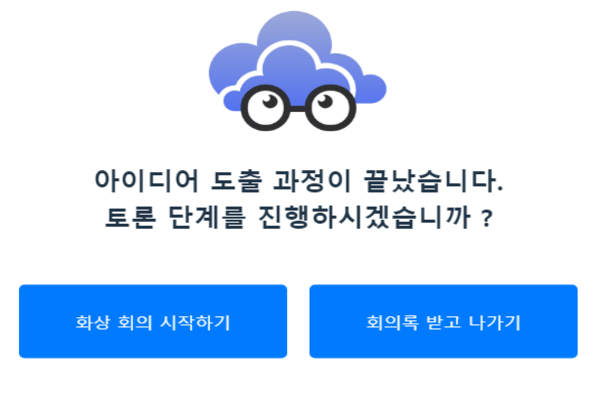 아이디어 도출 과정이 끝났습니다.
토론 단계를 진행하시겠습니까 ?
화상 회의 시작하기
회의록 받고 나가기